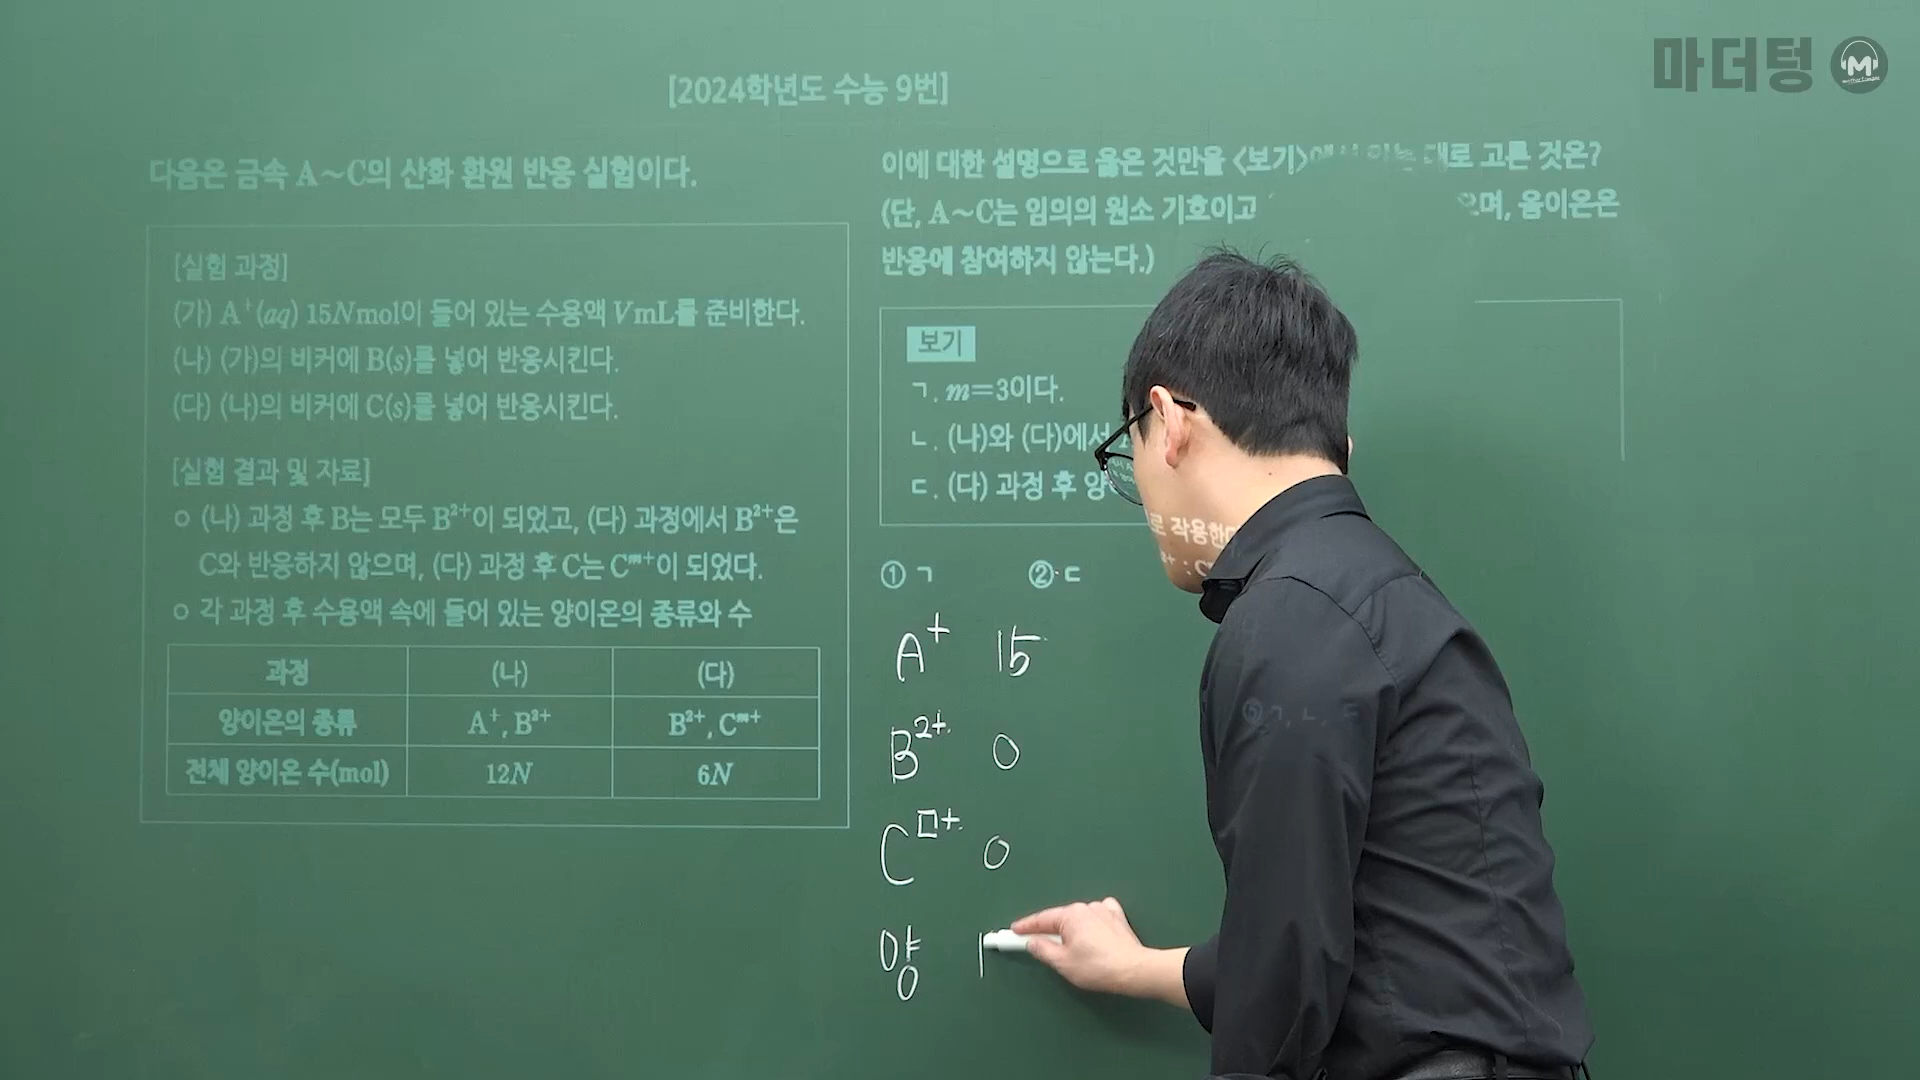 마더텅
[2024학년도 수능 9번]
다음은 금속 A~C의 산화 환원 반응 실험이다.
[실험 과정]
(가) A⁺(aq) 15N mol이 들어 있는 수용액 V mL를 준비한다.
(나) (가)의 비커에 B(s)를 넣어 반응시킨다.
(다) (나)의 비커에 C(s)를 넣어 반응시킨다.
[실험 결과 및 자료]
○ (나) 과정 후 B는 모두 B²⁺이 되었고, (다) 과정에서 B²⁺은
C와 반응하지 않으며, (다) 과정 후 C는 Cᵐ⁺이 되었다.
○ 각 과정 후 수용액 속에 들어 있는 양이온의 종류와 수
과정 (나) (다)
양이온의 종류 A⁺, B²⁺ B²⁺, Cᵐ⁺
전체 양이온 수(mol) 12N 6N
이에 대한 설명으로 옳은 것만을 <보기> 고른 것은?
(단, A~C는 임의의 원소 기호이고 옴이온은
반응에 참여하지 않는다.)
보기
ㄱ. m=3이다.
ㄴ. (나)와 (다)에서 로 작용한다
ㄷ. (다) 과정 후
① ㄱ ② ㄷ
⑤ ㄱ, ㄴ, ㄷ
A⁺ 15
B²⁺ 0
C□⁺ 0
양 1